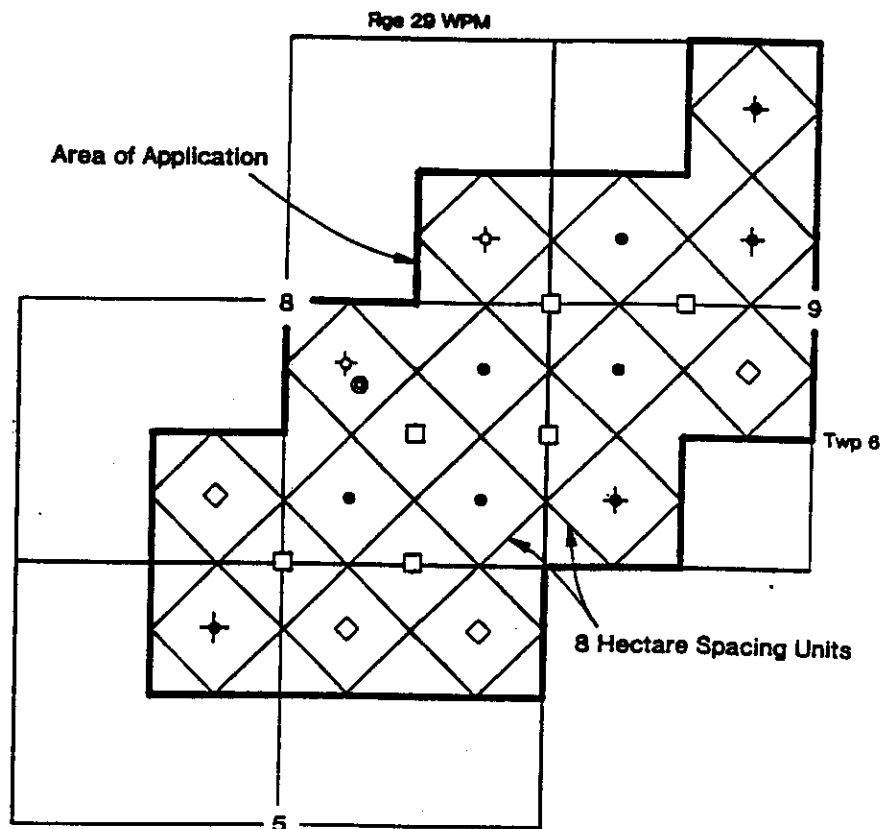 Rge 29 WPM
Area of Application
8
9
Twp 6
8 Hectare Spacing Units
5